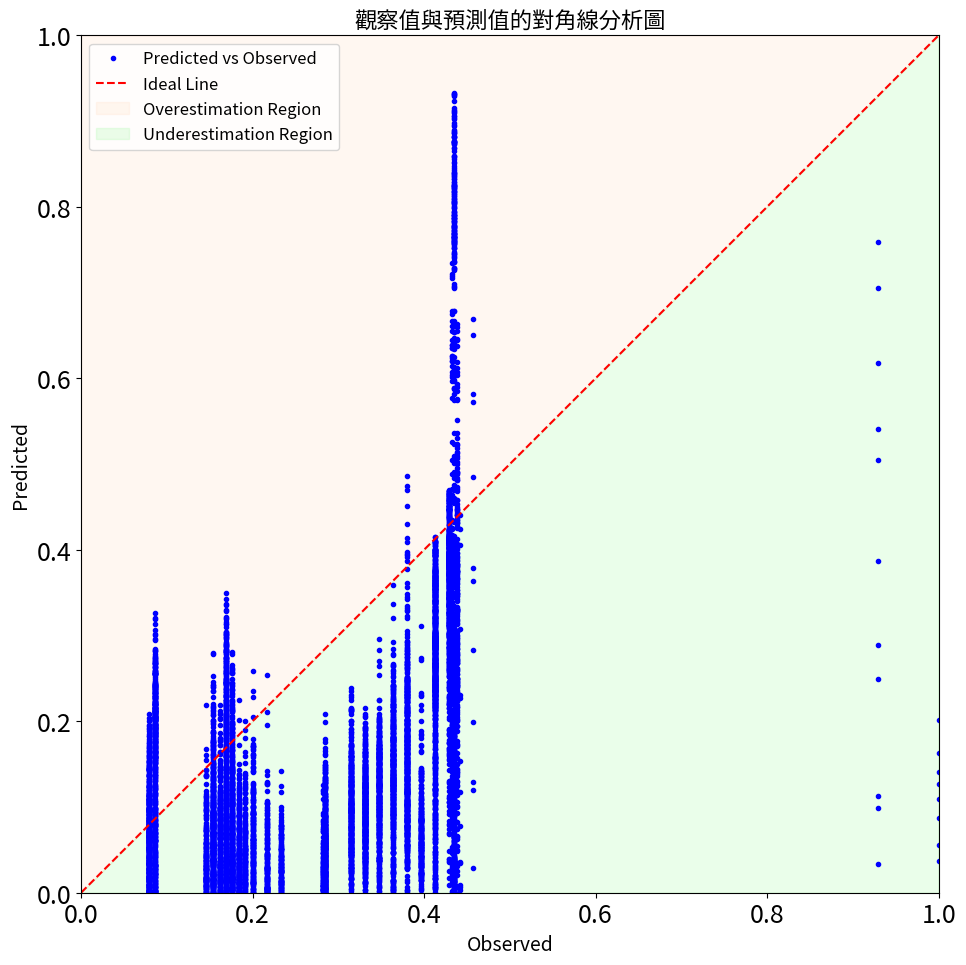 觀察值與預測值的對角線分析圖
Predicted vs Observed
Ideal Line
Overestimation Region
Underestimation Region
Predicted
1.0
0.8
0.6
0.4
0.2
0.0
0.0 0.2 0.4 0.6 0.8 1.0
Observed